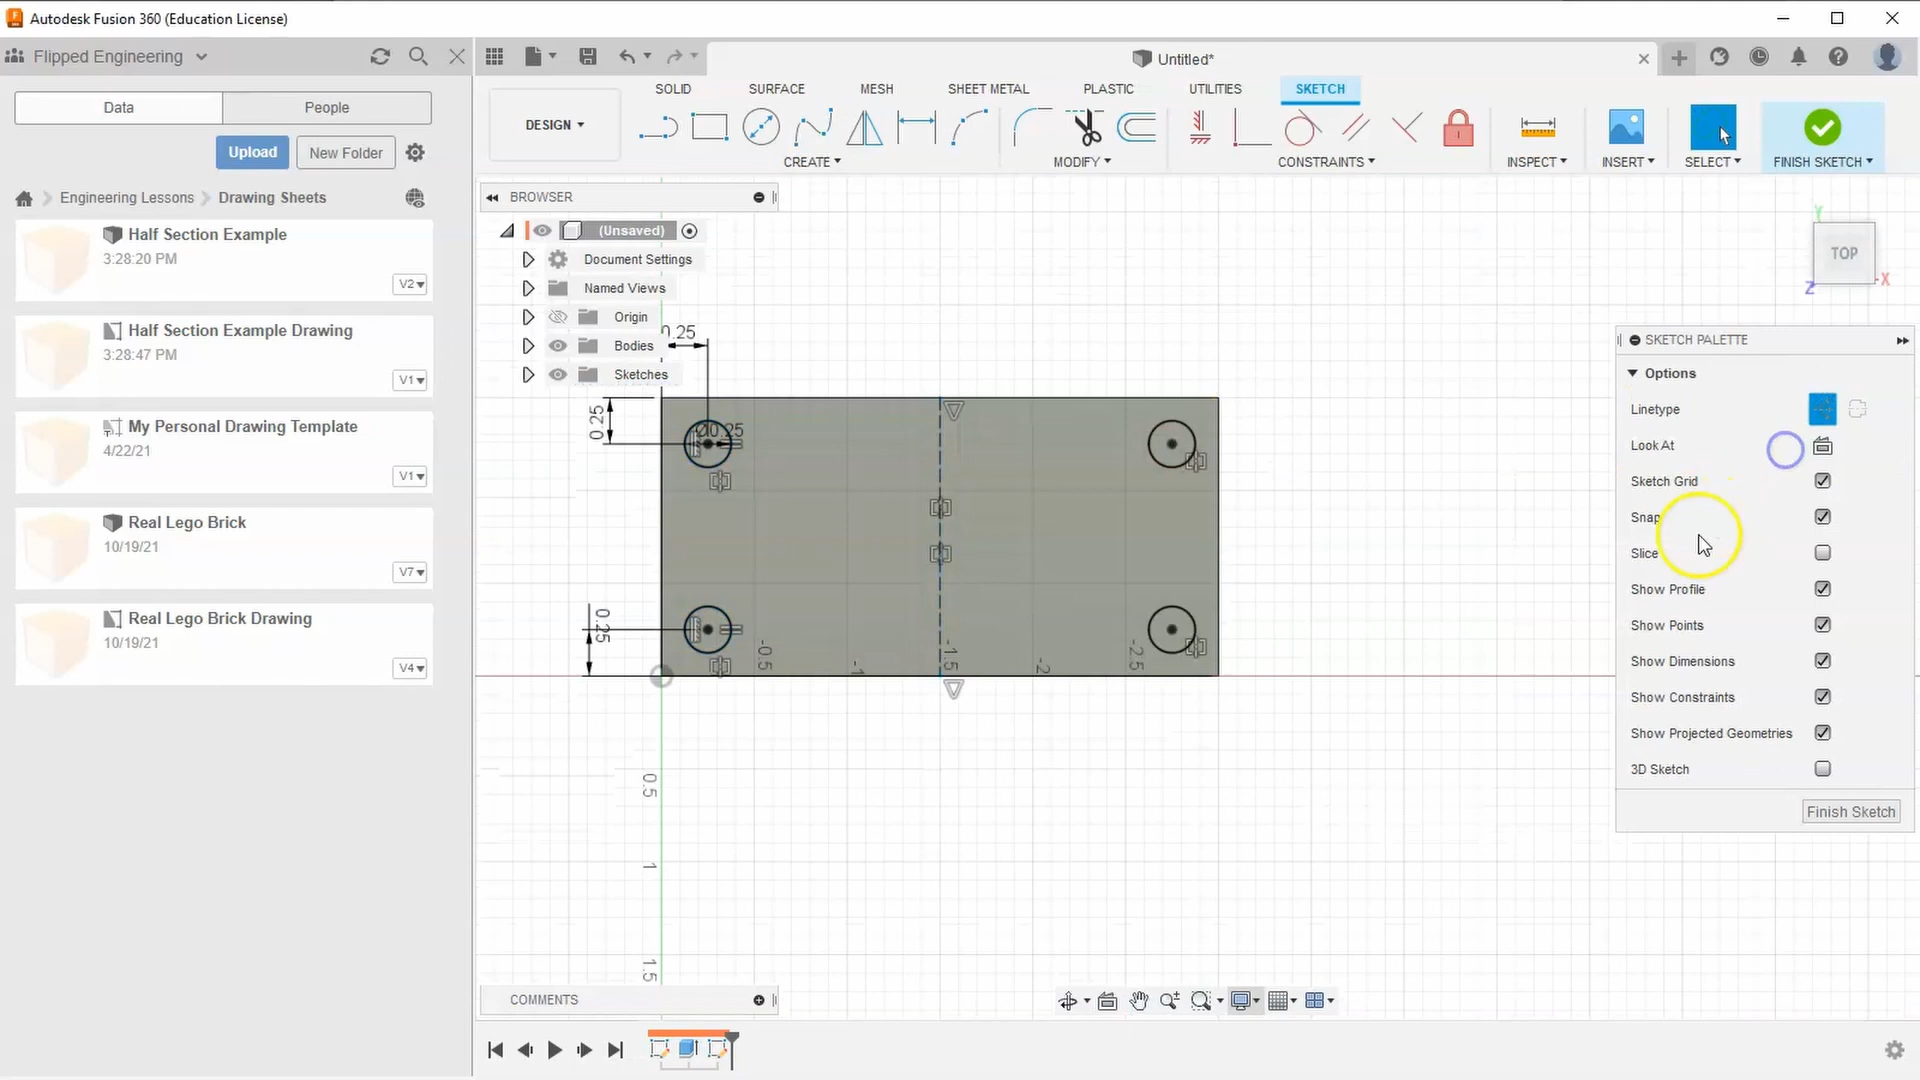 Autodesk Fusion 360 (Education License)
Flipped Engineering
Untitled*
Data
People
Upload
New Folder
Engineering Lessons
Drawing Sheets
Half Section Example
3:28:20 PM
V2
Half Section Example Drawing
3:28:47 PM
V1
My Personal Drawing Template
4/22/21
V1
Real Lego Brick
10/19/21
V7
Real Lego Brick Drawing
10/19/21
V4
SOLID
SURFACE
MESH
SHEET METAL
PLASTIC
UTILITIES
SKETCH
DESIGN
CREATE
MODIFY
CONSTRAINTS
INSPECT
INSERT
SELECT
FINISH SKETCH
BROWSER
(Unsaved)
Document Settings
Named Views
Origin
Bodies
Sketches
0.25
0.25
Ø0.25
0.25
-0.5
-1
-1.5
-2
-2.5
0.5
1
1.5
Y
TOP
X
Z
SKETCH PALETTE
Options
Linetype
Look At
Sketch Grid
Snap
Slice
Show Profile
Show Points
Show Dimensions
Show Constraints
Show Projected Geometries
3D Sketch
Finish Sketch
COMMENTS